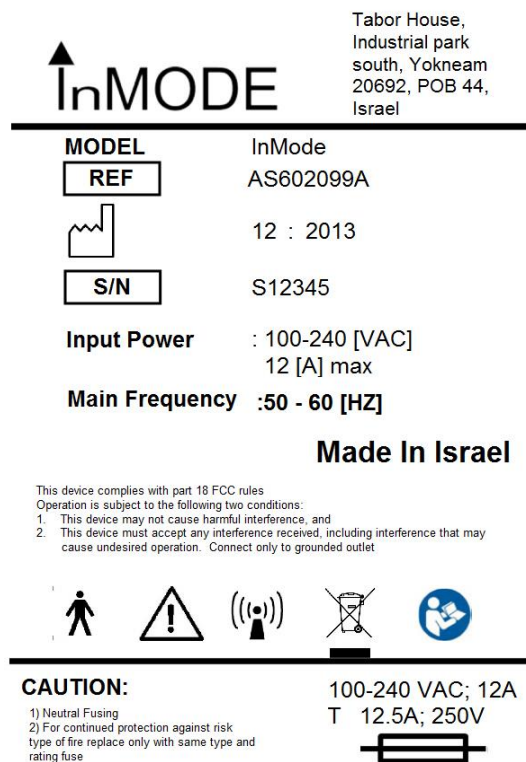 InMODE
Tabor House,
Industrial park
south, Yokneam
20692, POB 44,
Israel
MODEL InMode
REF AS602099A
12 : 2013
S/N S12345
Input Power : 100-240 [VAC]
12 [A] max
Main Frequency :50 - 60 [HZ]
Made In Israel
This device complies with part 18 FCC rules
Operation is subject to the following two conditions:
1. This device may not cause harmful interference, and
2. This device must accept any interference received, including interference that may
cause undesired operation. Connect only to grounded outlet
CAUTION:
1) Neutral Fusing
2) For continued protection against risk
type of fire replace only with same type and
rating fuse
100-240 VAC; 12A
T 12.5A; 250V